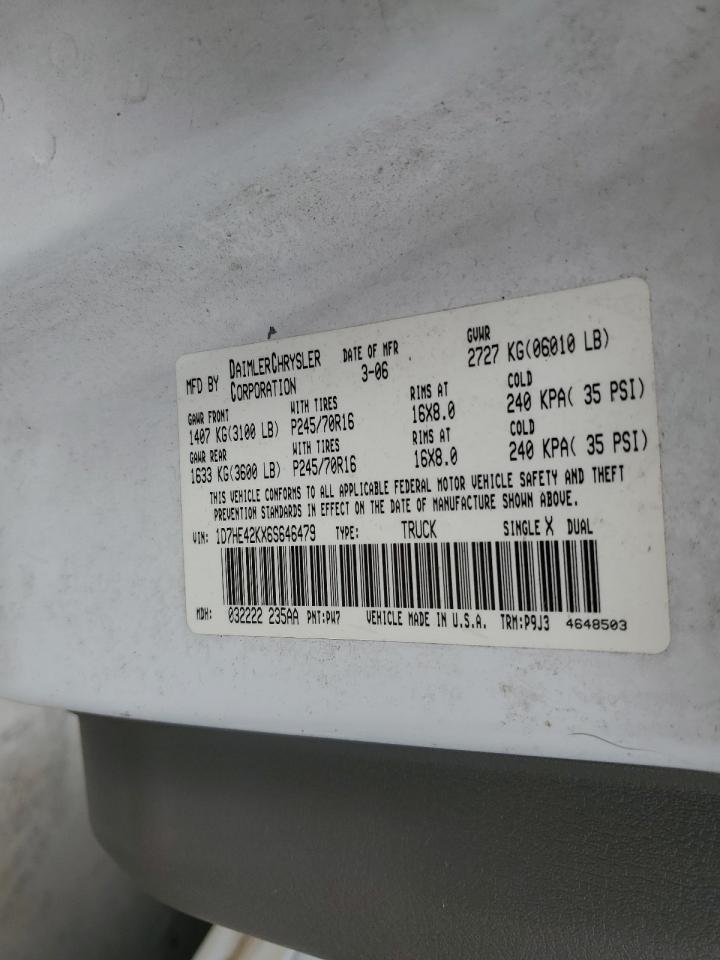 MFD BY DAIMLERCHRYSLER CORPORATION DATE OF MFR 3-06 GVWR 2727 KG(06010 LB)
GAWR FRONT WITH TIRES RIMS AT COLD
1407 KG(3100 LB) P245/70R16 16X8.0 240 KPA( 35 PSI)
GAWR REAR WITH TIRES RIMS AT COLD
1633 KG(3600 LB) P245/70R16 16X8.0 240 KPA( 35 PSI)
THIS VEHICLE CONFORMS TO ALL APPLICABLE FEDERAL MOTOR VEHICLE SAFETY AND THEFT
PREVENTION STANDARDS IN EFFECT ON THE DATE OF MANUFACTURE SHOWN ABOVE.
VIN: 1D7HE42KX6S646479 TYPE: TRUCK SINGLE X DUAL
MDH: 032222 235AA PNT:PW7 VEHICLE MADE IN U.S.A. TRM:P9J3 4648503